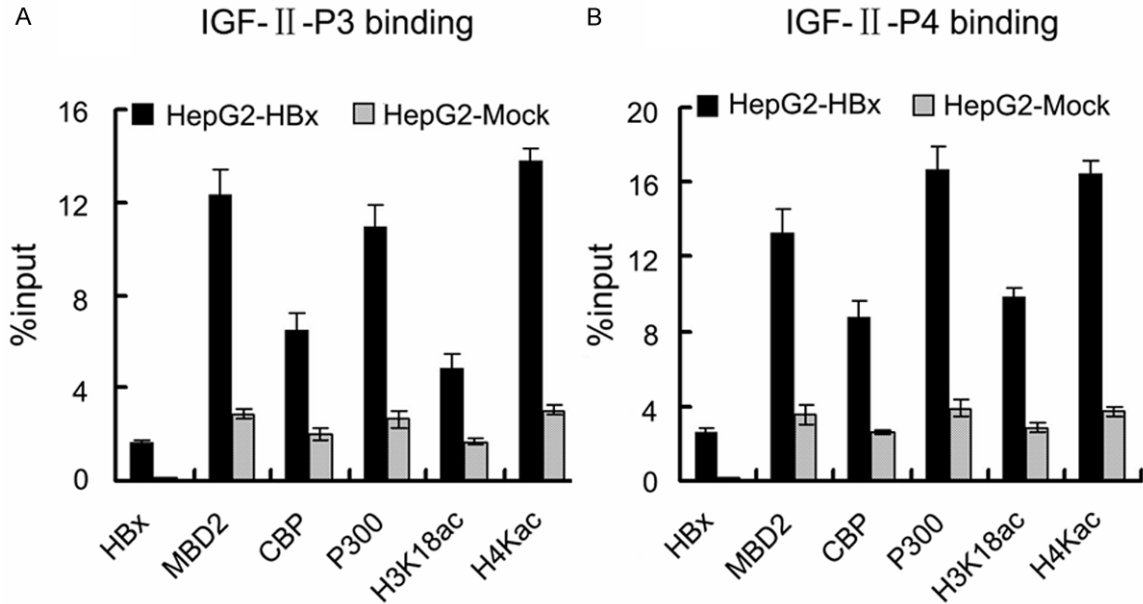 A
IGF-Ⅱ-P3 binding
HepG2-HBx HepG2-Mock
%input
16
12
8
4
0
HBx MBD2 CBP P300 H3K18ac H4Kac
B
IGF-Ⅱ-P4 binding
HepG2-HBx HepG2-Mock
%input
20
16
12
8
4
0
HBx MBD2 CBP P300 H3K18ac H4Kac